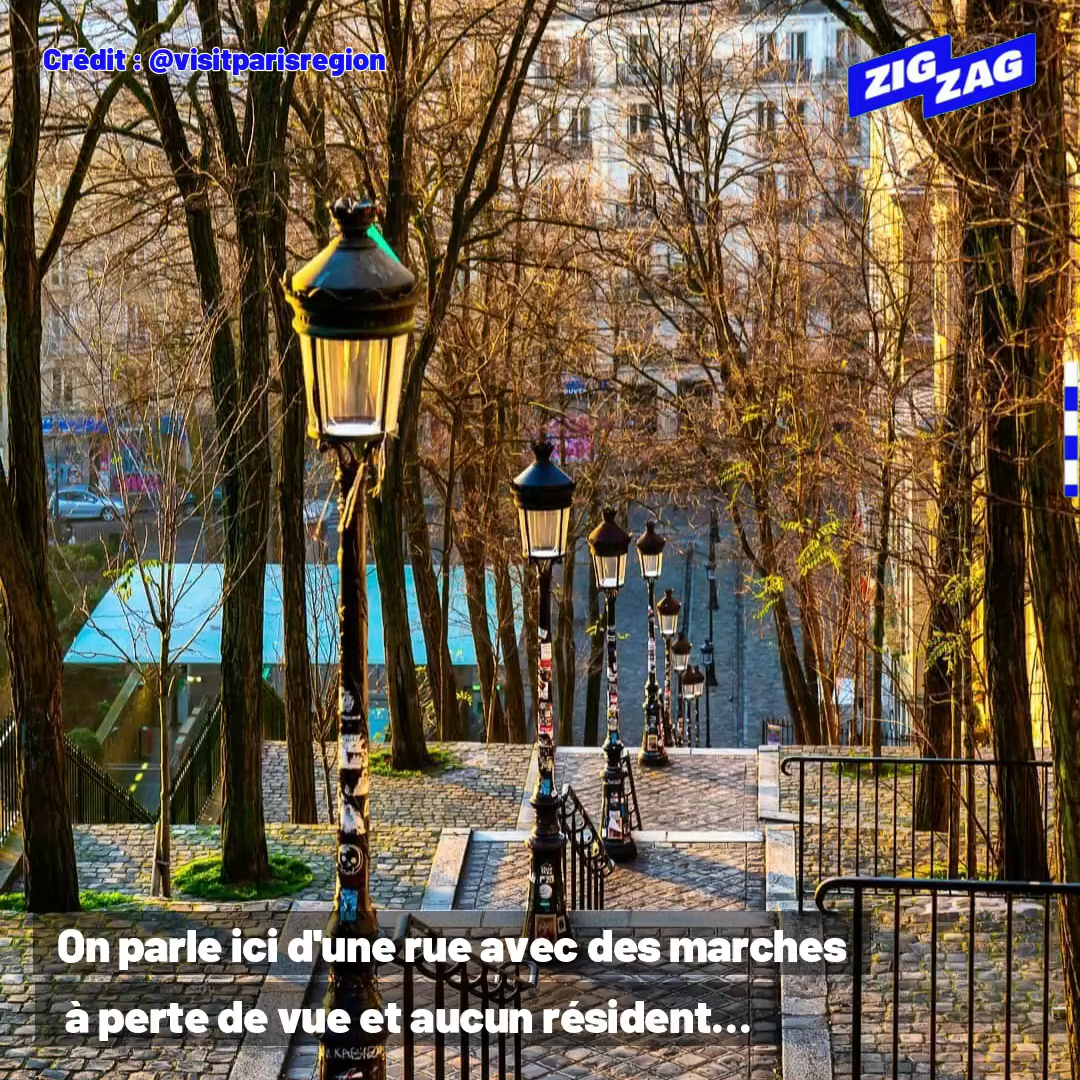 Crédit : @visitparisregion
ZIG
ZAG
On parle ici d'une rue avec des marches
à perte de vue et aucun résident...